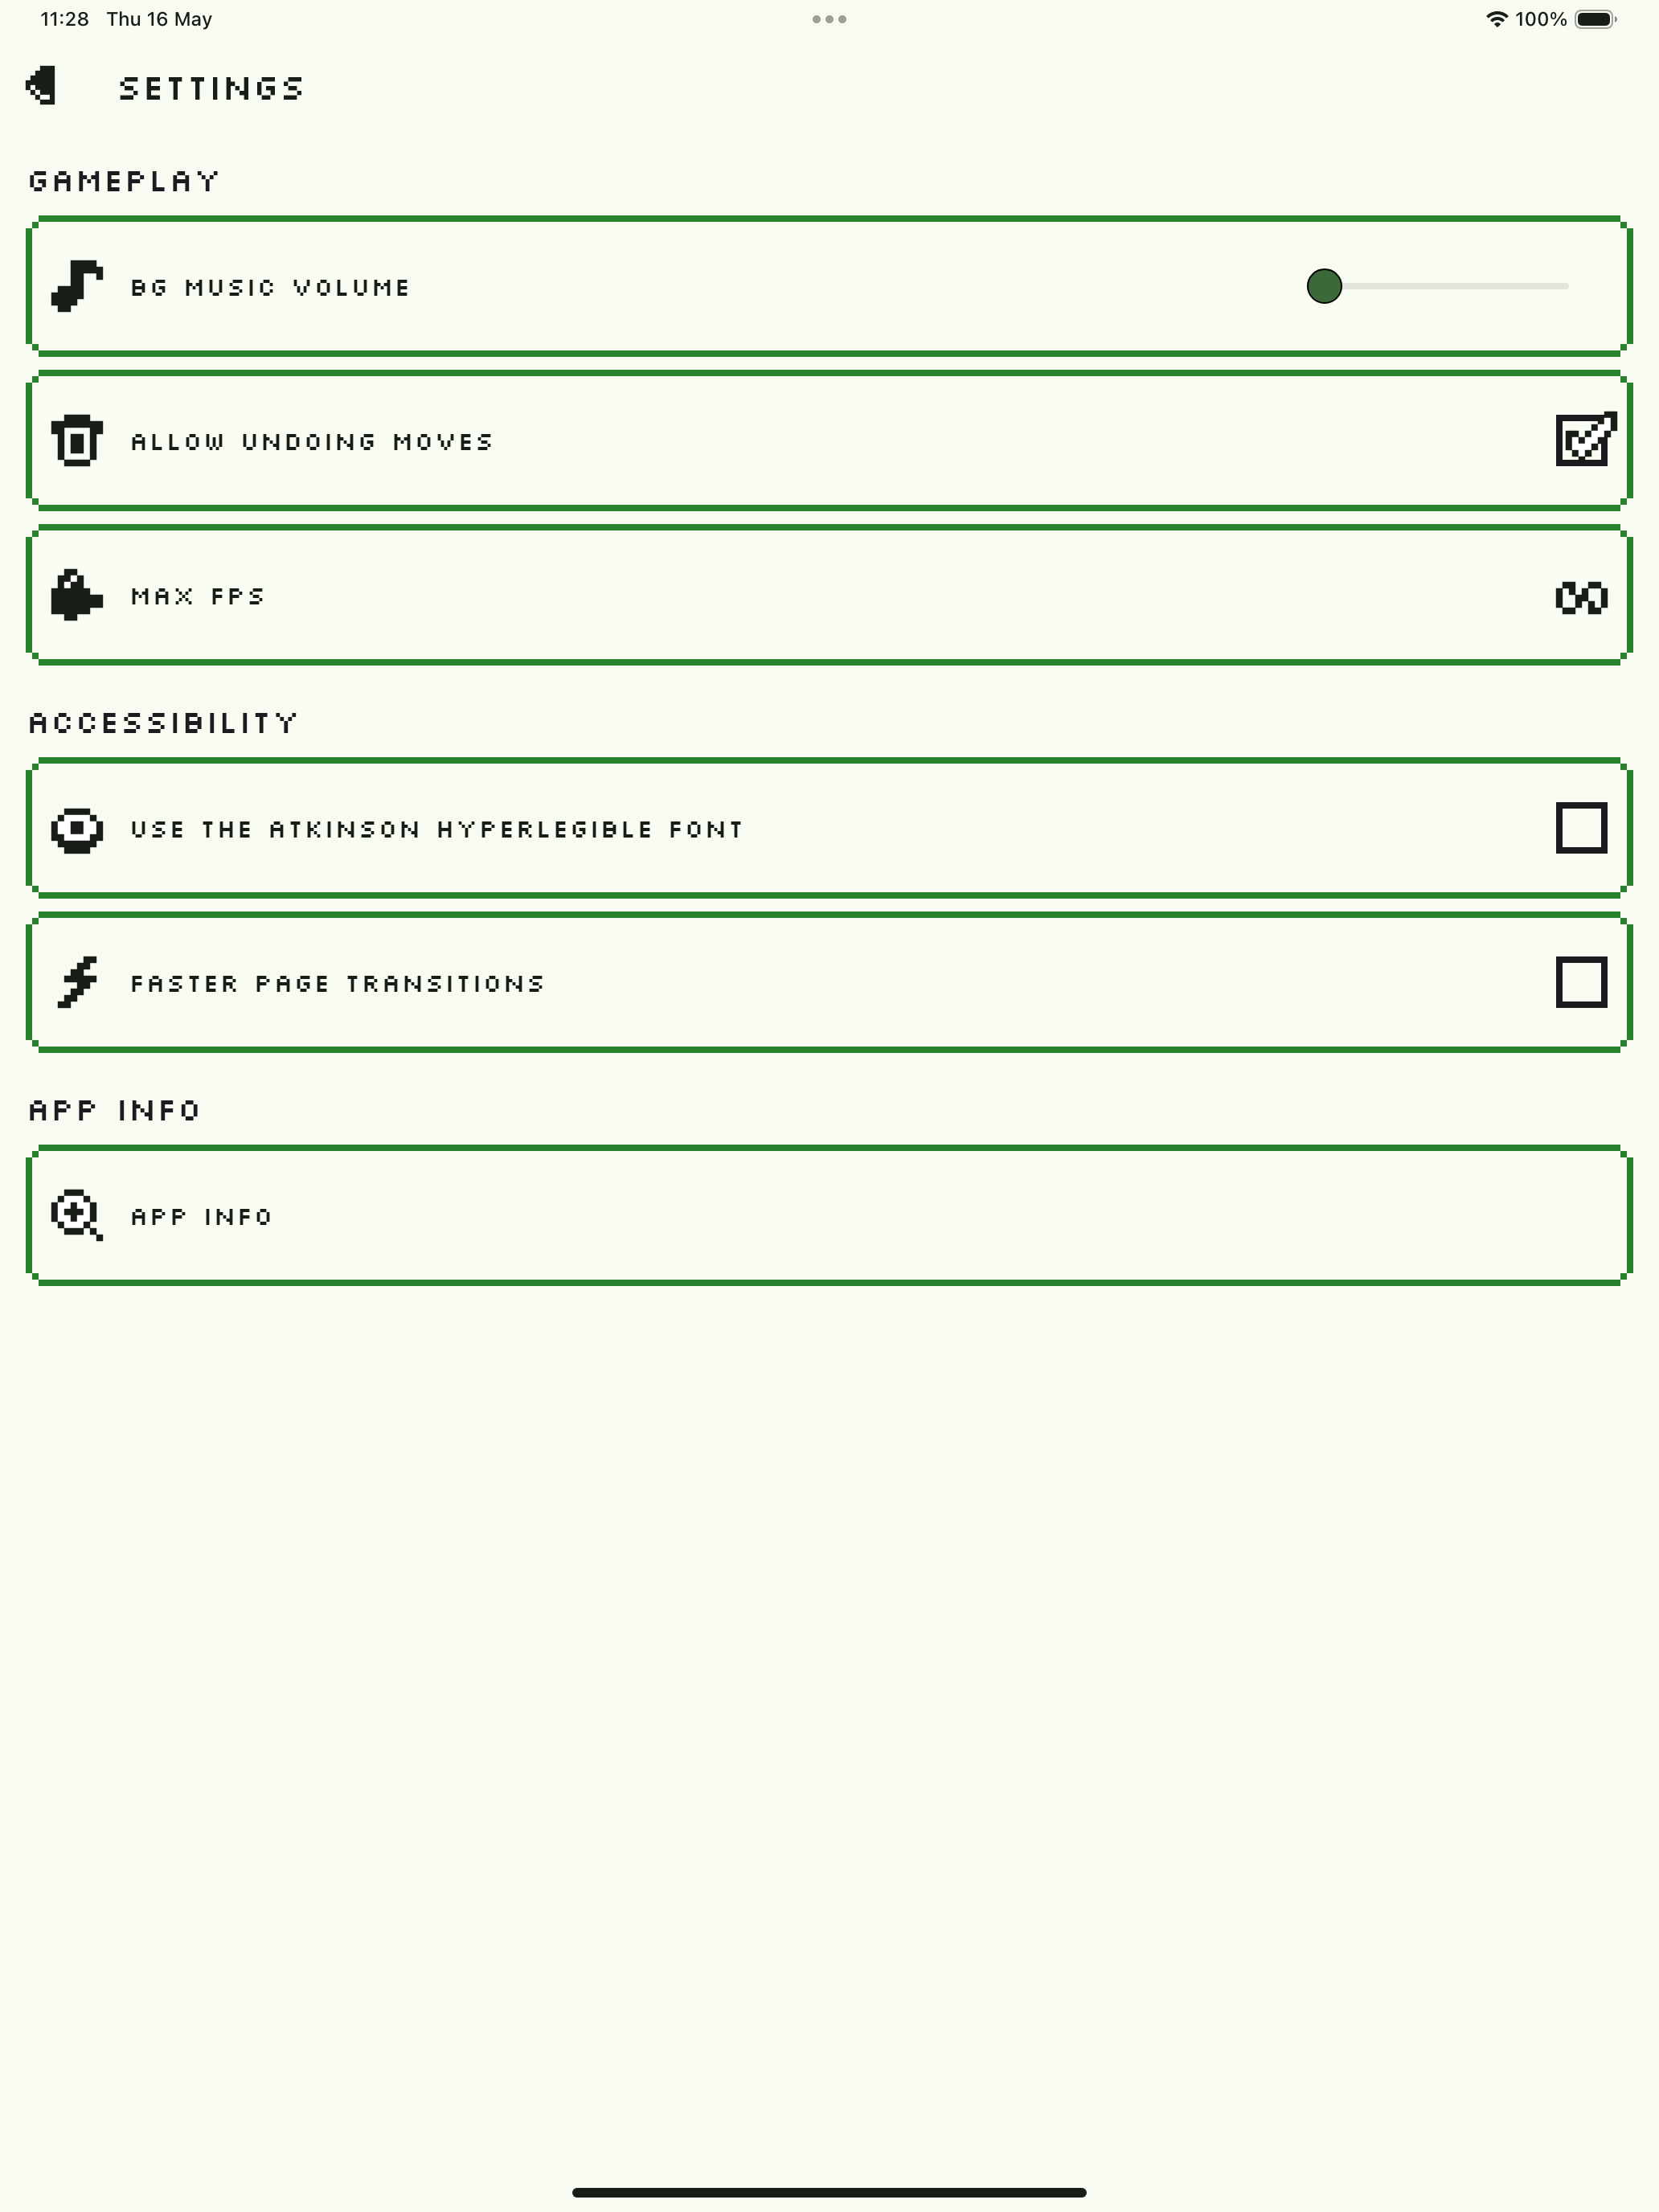 11:28 Thu 16 May
100%
SETTINGS
GAMEPLAY
BG MUSIC VOLUME
ALLOW UNDOING MOVES
MAX FPS
∞
ACCESSIBILITY
USE THE ATKINSON HYPERLEGIBLE FONT
FASTER PAGE TRANSITIONS
APP INFO
APP INFO